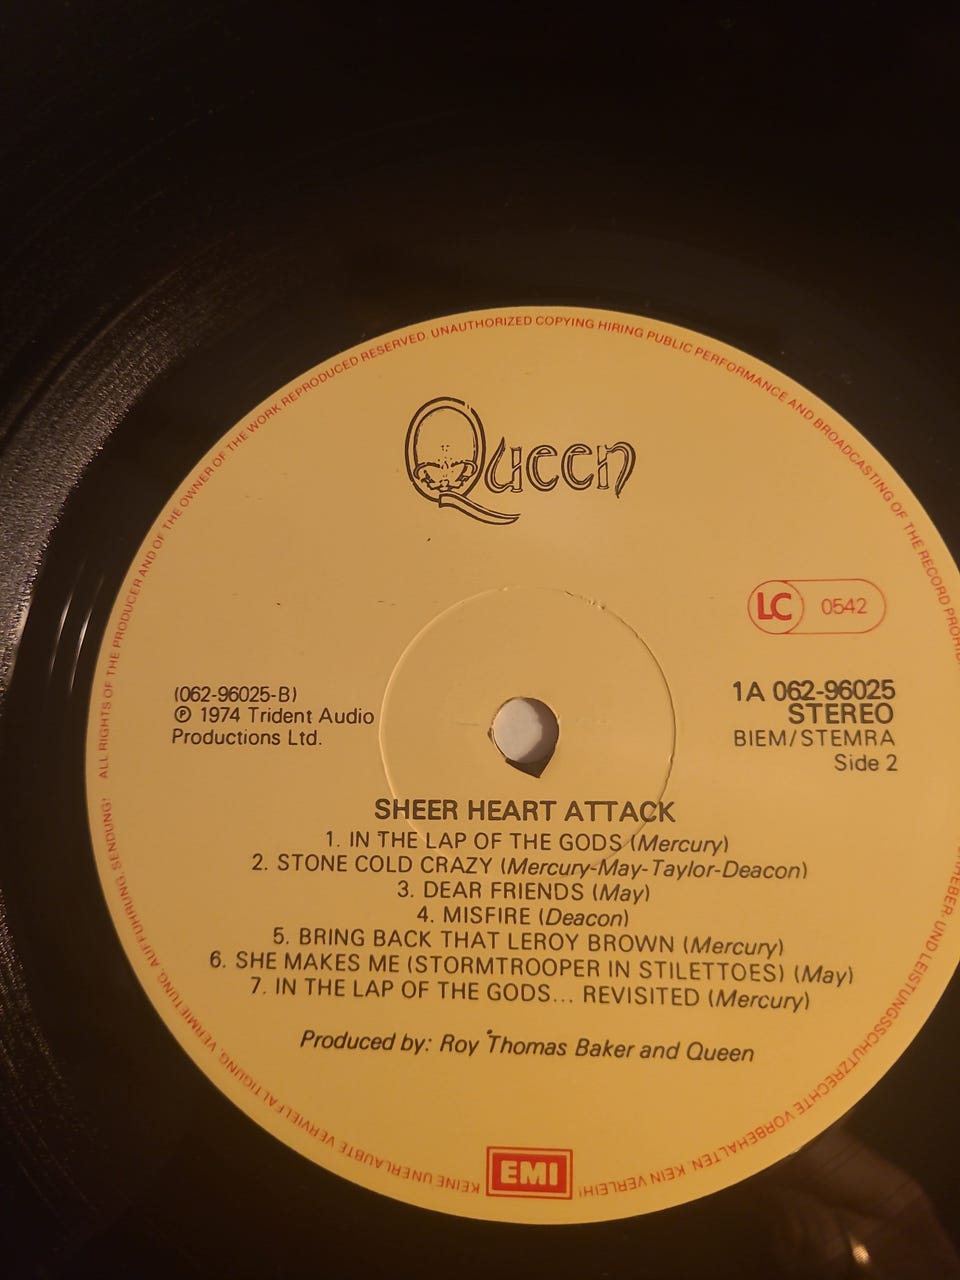 ALL RIGHTS OF THE PRODUCER AND OF THE OWNER OF THE WORK REPRODUCED RESERVED. UNAUTHORIZED COPYING HIRING PUBLIC PERFORMANCE AND BROADCASTING OF THE RECORD
Queen
LC 0542
(062-96025-B)
℗ 1974 Trident Audio
Productions Ltd.
1A 062-96025
STEREO
BIEM/STEMRA
Side 2
SHEER HEART ATTACK
1. IN THE LAP OF THE GODS (Mercury)
2. STONE COLD CRAZY (Mercury-May-Taylor-Deacon)
3. DEAR FRIENDS (May)
4. MISFIRE (Deacon)
5. BRING BACK THAT LEROY BROWN (Mercury)
6. SHE MAKES ME (STORMTROOPER IN STILETTOES) (May)
7. IN THE LAP OF THE GODS... REVISITED (Mercury)
Produced by: Roy Thomas Baker and Queen
EMI
UND LEISTUNGSSCHUTZRECHTE VORBEHALTEN. KEIN VERLEIH! KEINE UNERLAUBTE VERVIELFÄLTIGUNG, VERMIETUNG, AUFFÜHRUNG, SENDUNG!